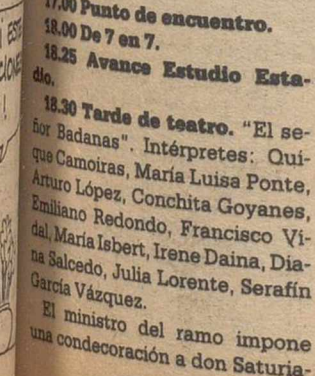 17.00 Punto de encuentro.
18.00 De 7 en 7.
18.25 Avance Estudio Esta-
dio.
18.30 Tarde de teatro. "El se-
ñor Badanas". Intérpretes: Qui-
que Camoiras, María Luisa Ponte,
Arturo López, Conchita Goyanes,
Emiliano Redondo, Francisco Vi-
dal, María Isbert, Irene Daina, Dia-
na Salcedo, Julia Lorente, Serafín
García Vázquez.
El ministro del ramo impone
una condecoración a don Saturia-